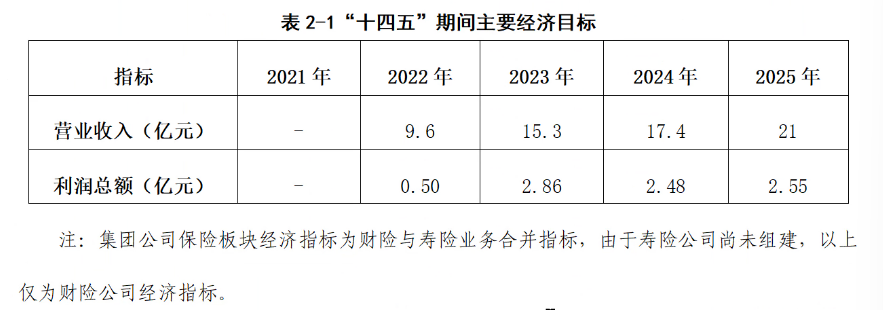 表 2-1“十四五”期间主要经济目标
指标 2021 年 2022 年 2023 年 2024 年 2025 年
营业收入（亿元） - 9.6 15.3 17.4 21
利润总额（亿元） - 0.50 2.86 2.48 2.55
注：集团公司保险板块经济指标为财险与寿险业务合并指标，由于寿险公司尚未组建，以上
仅为财险公司经济指标。